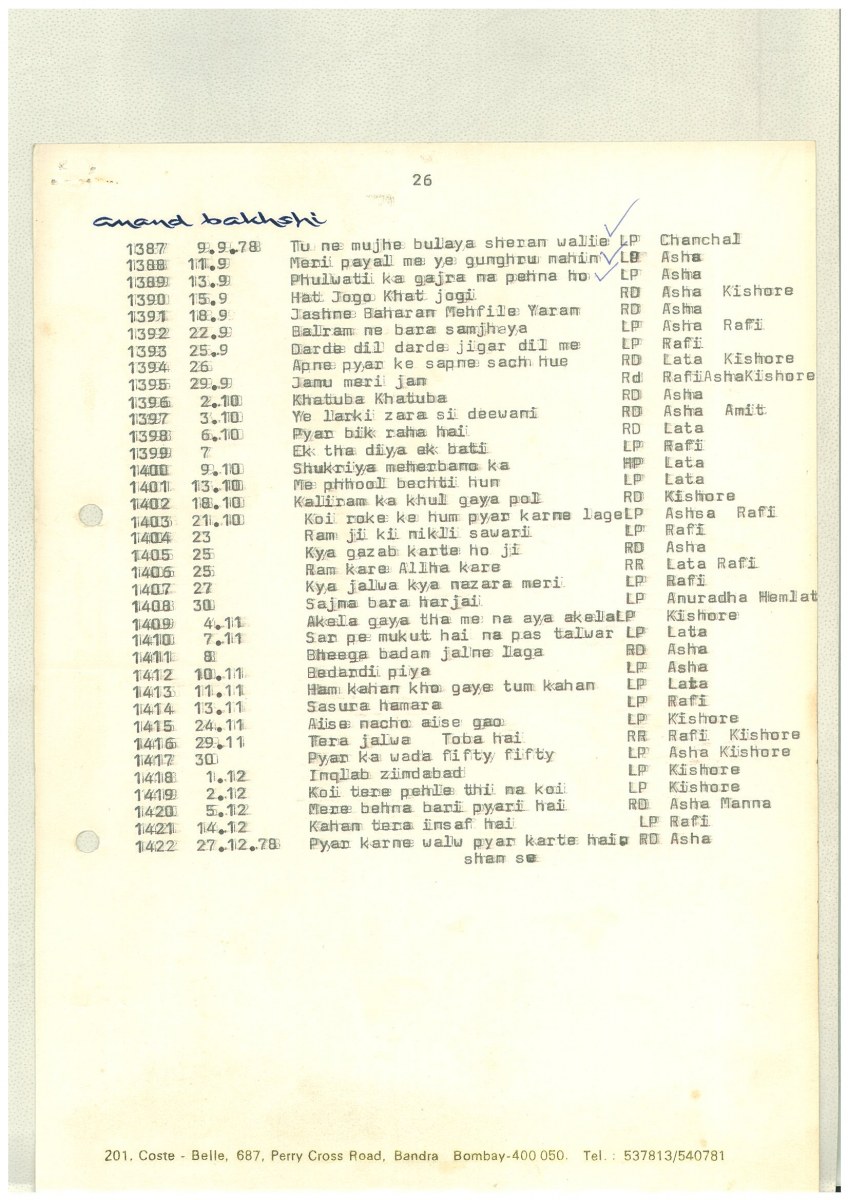 26
anand bakhshi
1387 9.9.78 Tu ne mujhe bulaya sheran walie LP Chanchal
1388 11.9 Meri payal me ye gunghru nahin LP Asha
1389 13.9 Phulwati ka gajra na pehna ho LP Asha
1390 15.9 Hat Jogo Khat jogi RD Asha Kishore
1391 18.9 Jashne Baharan Mehfile Yaran RD Asha
1392 22.9 Balram ne bara samjhaya LP Asha Rafi
1393 25.9 Darde dil darde jigar dil me LP Rafi
1394 26 Apne pyar ke sapne sach hue RD Lata Kishore
1395 29.9 Janu meri jan Rd RafiAshaKishore
1396 2.10 Khatuba Khatuba RD Asha
1397 3.10 Ye larki zara si deewani RD Asha Amit
1398 6.10 Pyar bik raha hai RD Lata
1399 7 Ek tha diya ek bati LP Rafi
1400 9.10 Shukriya meherbano ka HP Lata
1401 13.10 Me phhool bechti hun LP Lata
1402 18.10 Kaliram ka khul gaya pol RD Kishore
1403 21.10 Koi roke ke hum pyar karne lageLP Ashsa Rafi
1404 23 Ram ji ki nikli sawari LP Rafi
1405 25 Kya gazab karte ho ji RD Asha
1406 25 Ram kare Allha kare RR Lata Rafi
1407 27 Kya jalwa kya nazara meri LP Rafi
1408 30 Sajna bara harjai LP Anuradha Hemlat
1409 4.11 Akela gaya tha me na aya akelaLP Kishore
1410 7.11 Sar pe mukut hai na pas talwar LP Lata
1411 8 Bheega badan jalne laga RD Asha
1412 10.11 Bedardi piya LP Asha
1413 11.11 Ham kahan kho gaye tum kahan LP Lata
1414 13.11 Sasura hamara LP Rafi
1415 24.11 Aise nacho aise gao LP Kishore
1416 29.11 Tera jalwa Toba hai RR Rafi Kishore
1417 30 Pyar ka wada fifty fifty LP Asha Kishore
1418 1.12 Inqlab zindabad LP Kishore
1419 2.12 Koi tere pehle thi na koi LP Kishore
1420 5.12 Mere behna bari pyari hai RD Asha Manna
1421 14.12 Kahan tera insaf hai LP Rafi
1422 27.12.78 Pyar karne walw pyar karte hain RD Asha
shan se
201, Coste - Belle, 687, Perry Cross Road, Bandra Bombay-400 050. Tel. : 537813/540781